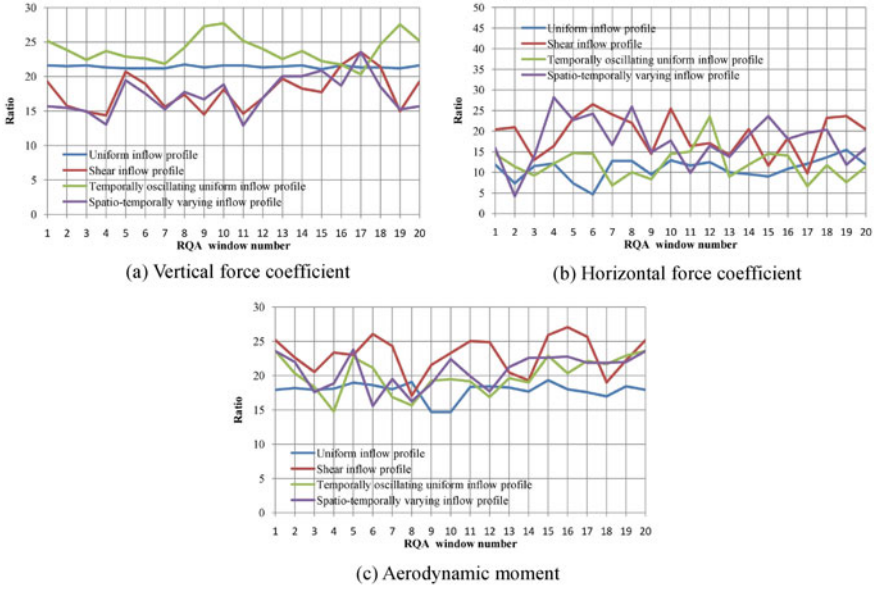 30
25
20
15
10
5
0
Ratio
Uniform inflow profile
Shear inflow profile
Temporally oscillating uniform inflow profile
Spatio-temporally varying inflow profile
1 2 3 4 5 6 7 8 9 10 11 12 13 14 15 16 17 18 19 20
RQA window number
(a) Vertical force coefficient
50
45
40
35
30
25
20
15
10
5
0
Ratio
Uniform inflow profile
Shear inflow profile
Temporally oscillating uniform inflow profile
Spatio-temporally varying inflow profile
1 2 3 4 5 6 7 8 9 10 11 12 13 14 15 16 17 18 19 20
RQA window number
(b) Horizontal force coefficient
30
25
20
15
10
5
0
Ratio
Uniform inflow profile
Shear inflow profile
Temporally oscillating uniform inflow profile
Spatio-temporally varying inflow profile
1 2 3 4 5 6 7 8 9 10 11 12 13 14 15 16 17 18 19 20
RQA window number
(c) Aerodynamic moment